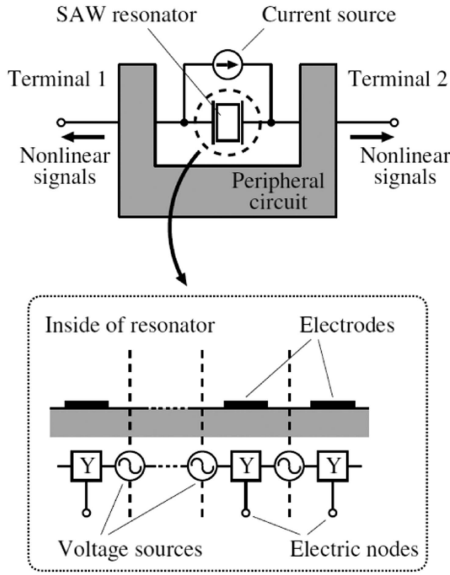 SAW resonator
Current source
Terminal 1
Terminal 2
Nonlinear
signals
Nonlinear
signals
Peripheral
circuit
Inside of resonator
Electrodes
Y
Y
Y
Voltage sources
Electric nodes